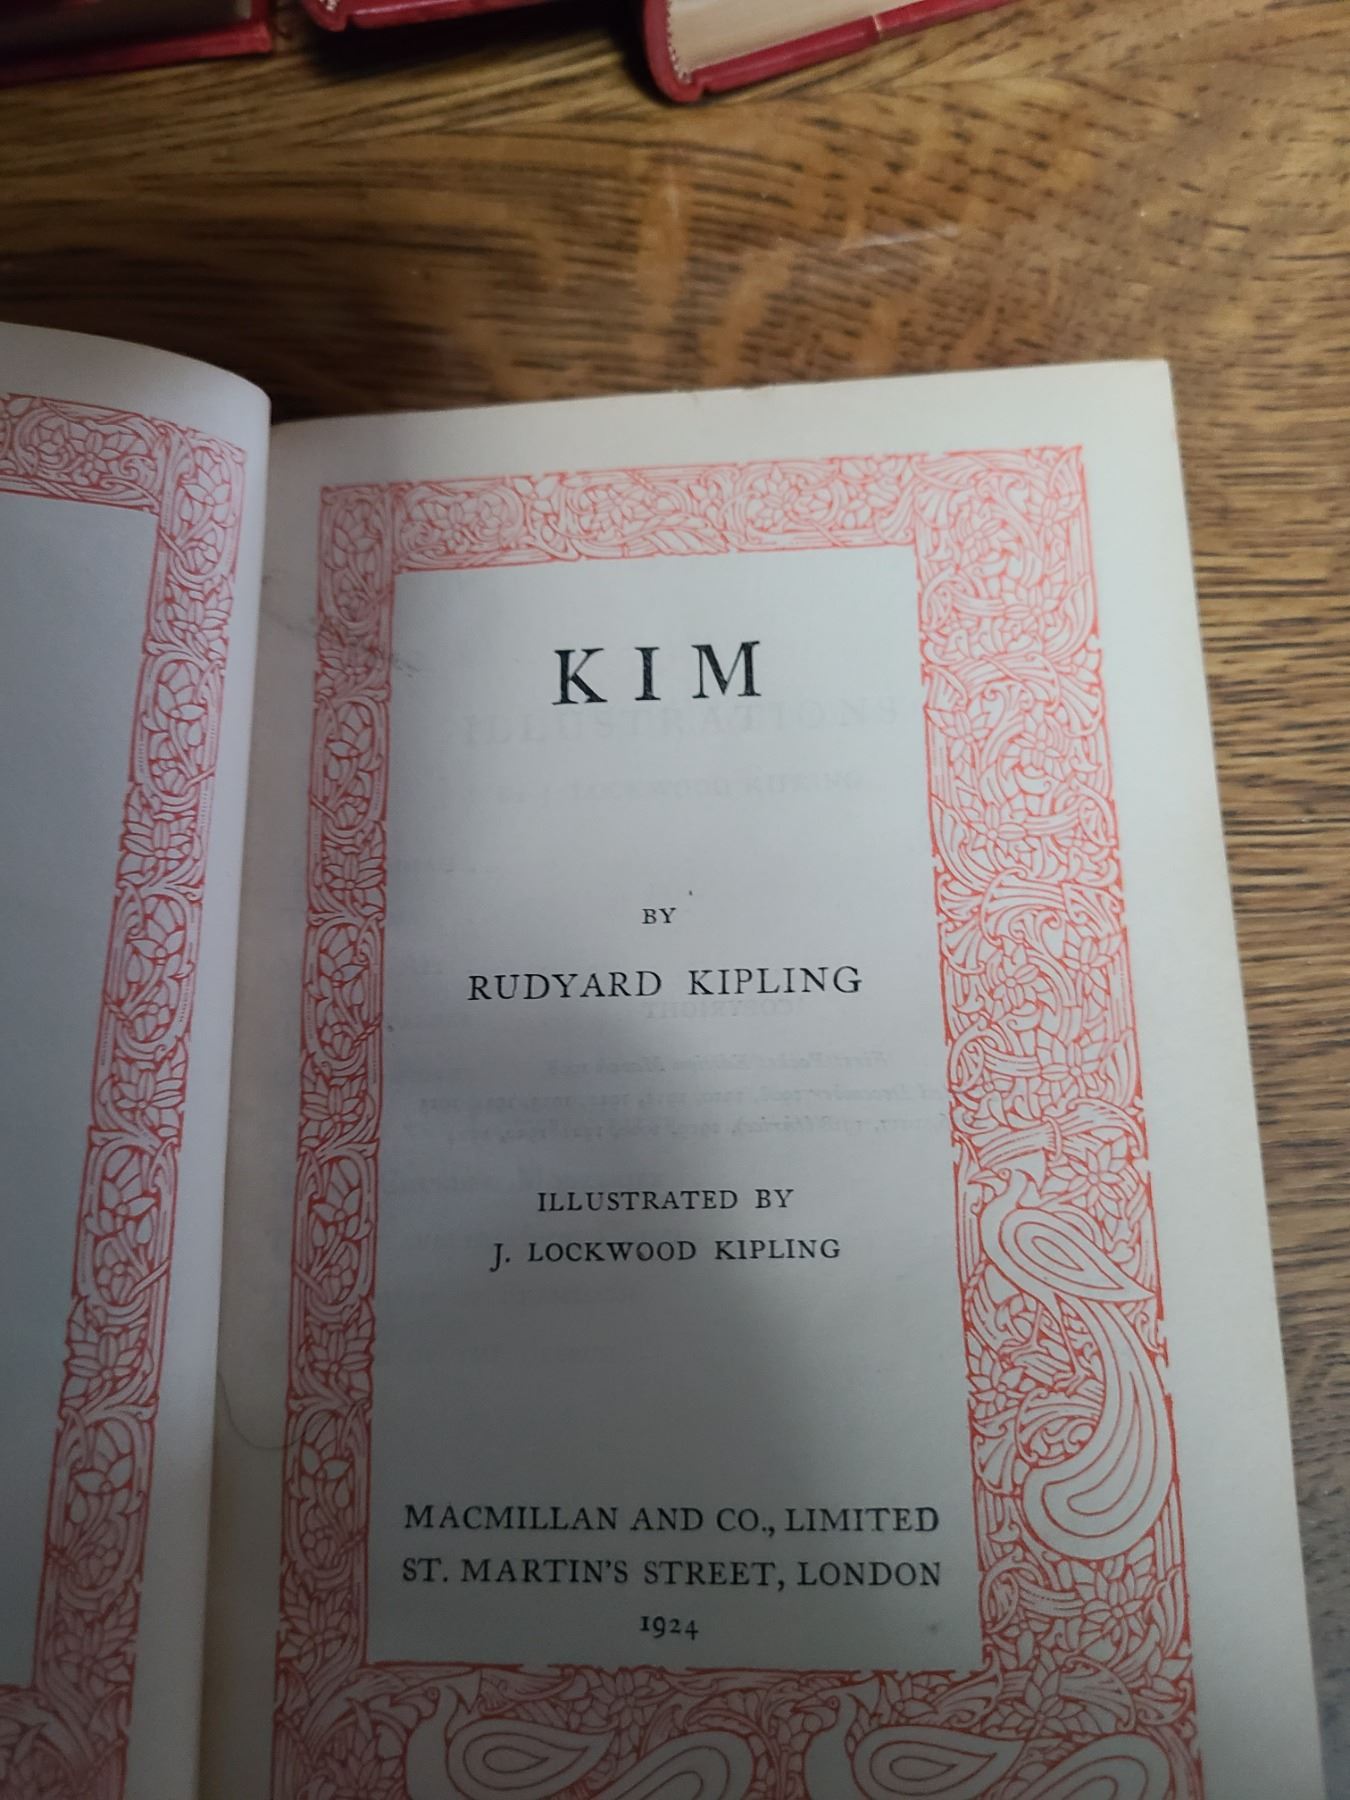 KIM
BY
RUDYARD KIPLING
ILLUSTRATED BY
J. LOCKWOOD KIPLING
MACMILLAN AND CO., LIMITED
ST. MARTIN'S STREET, LONDON
1924